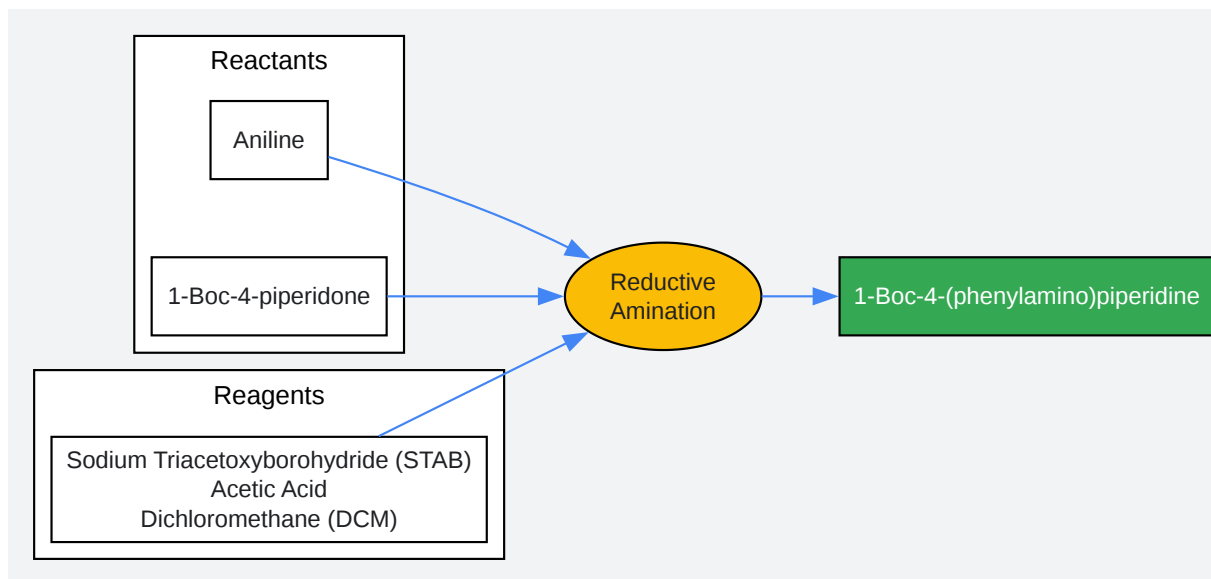 Reactants
Aniline
1-Boc-4-piperidone
Reagents
Sodium Triacetoxyborohydride (STAB)
Acetic Acid
Dichloromethane (DCM)
Reductive
Amination
1-Boc-4-(phenylamino)piperidine